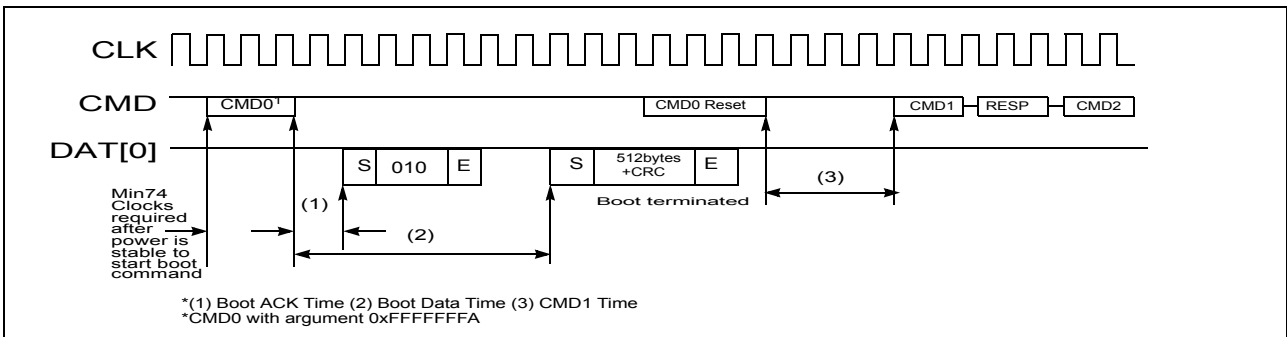 CLK
CMD
CMD0¹
CMD0 Reset
CMD1
RESP
CMD2
DAT[0]
S
010
E
S
512bytes
+CRC
E
Boot terminated
Min74
Clocks
required
after
power is
stable to
start boot
command
(1)
(2)
(3)
*(1) Boot ACK Time (2) Boot Data Time (3) CMD1 Time
*CMD0 with argument 0xFFFFFFFA